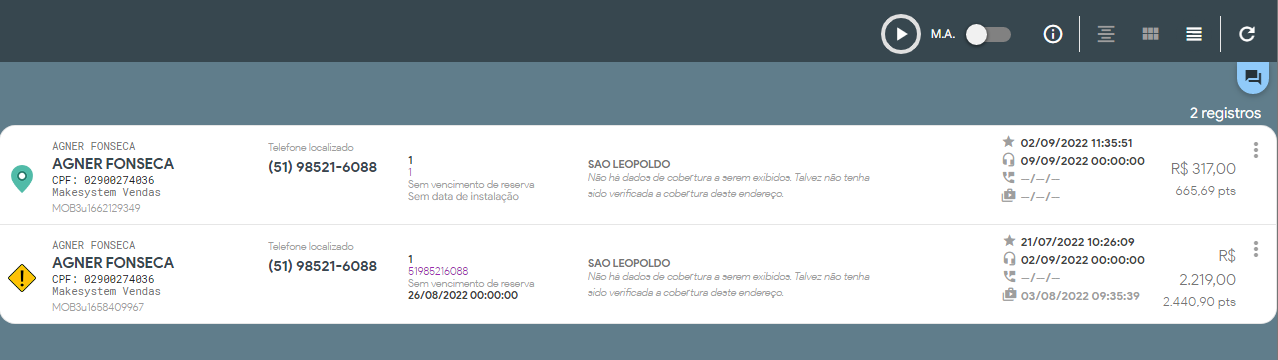 M.A.
2 registros
AGNER FONSECA
AGNER FONSECA
CPF: 02900274036
Makesystem Vendas
MOB3u1662129349
Telefone localizado
(51) 98521-6088
1
1
Sem vencimento de reserva
Sem data de instalação
SAO LEOPOLDO
Não há dados de cobertura a serem exibidos. Talvez não tenha
sido verificada a cobertura deste endereço.
02/09/2022 11:35:51
09/09/2022 00:00:00
—/—/—
—/—/—
R$ 317,00
665,69 pts
AGNER FONSECA
AGNER FONSECA
CPF: 02900274036
Makesystem Vendas
MOB3u1658409967
Telefone localizado
(51) 98521-6088
1
51985216088
Sem vencimento de reserva
26/08/2022 00:00:00
SAO LEOPOLDO
Não há dados de cobertura a serem exibidos. Talvez não tenha
sido verificada a cobertura deste endereço.
21/07/2022 10:26:09
02/09/2022 00:00:00
—/—/—
03/08/2022 09:35:39
R$
2.219,00
2.440,90 pts